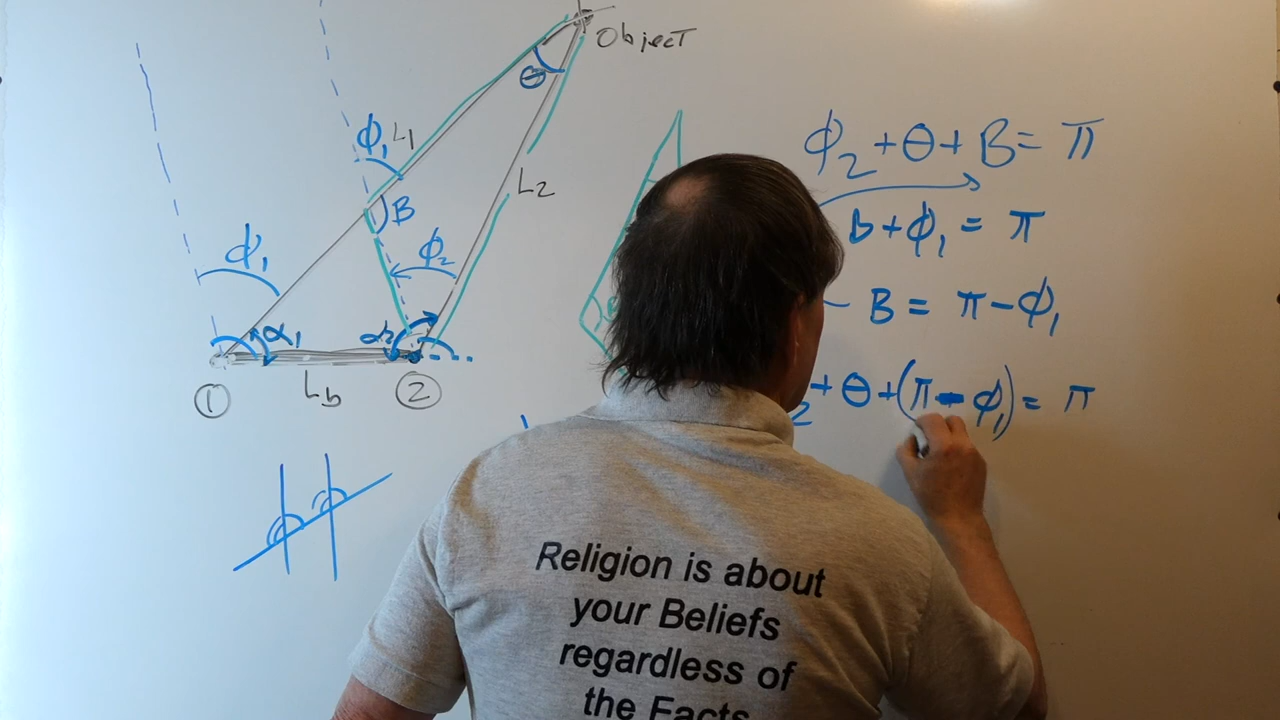 Object
θ
ϕ₁ L₁
L₂
B
ϕ₁
ϕ₂
α₁
α₂
L_b
① ②
ϕ₂ + θ + B = π
B + ϕ₁ = π
B = π - ϕ₁
₂ + θ + (π - ϕ₁) = π
Religion is about
your Beliefs
regardless of
the Facts